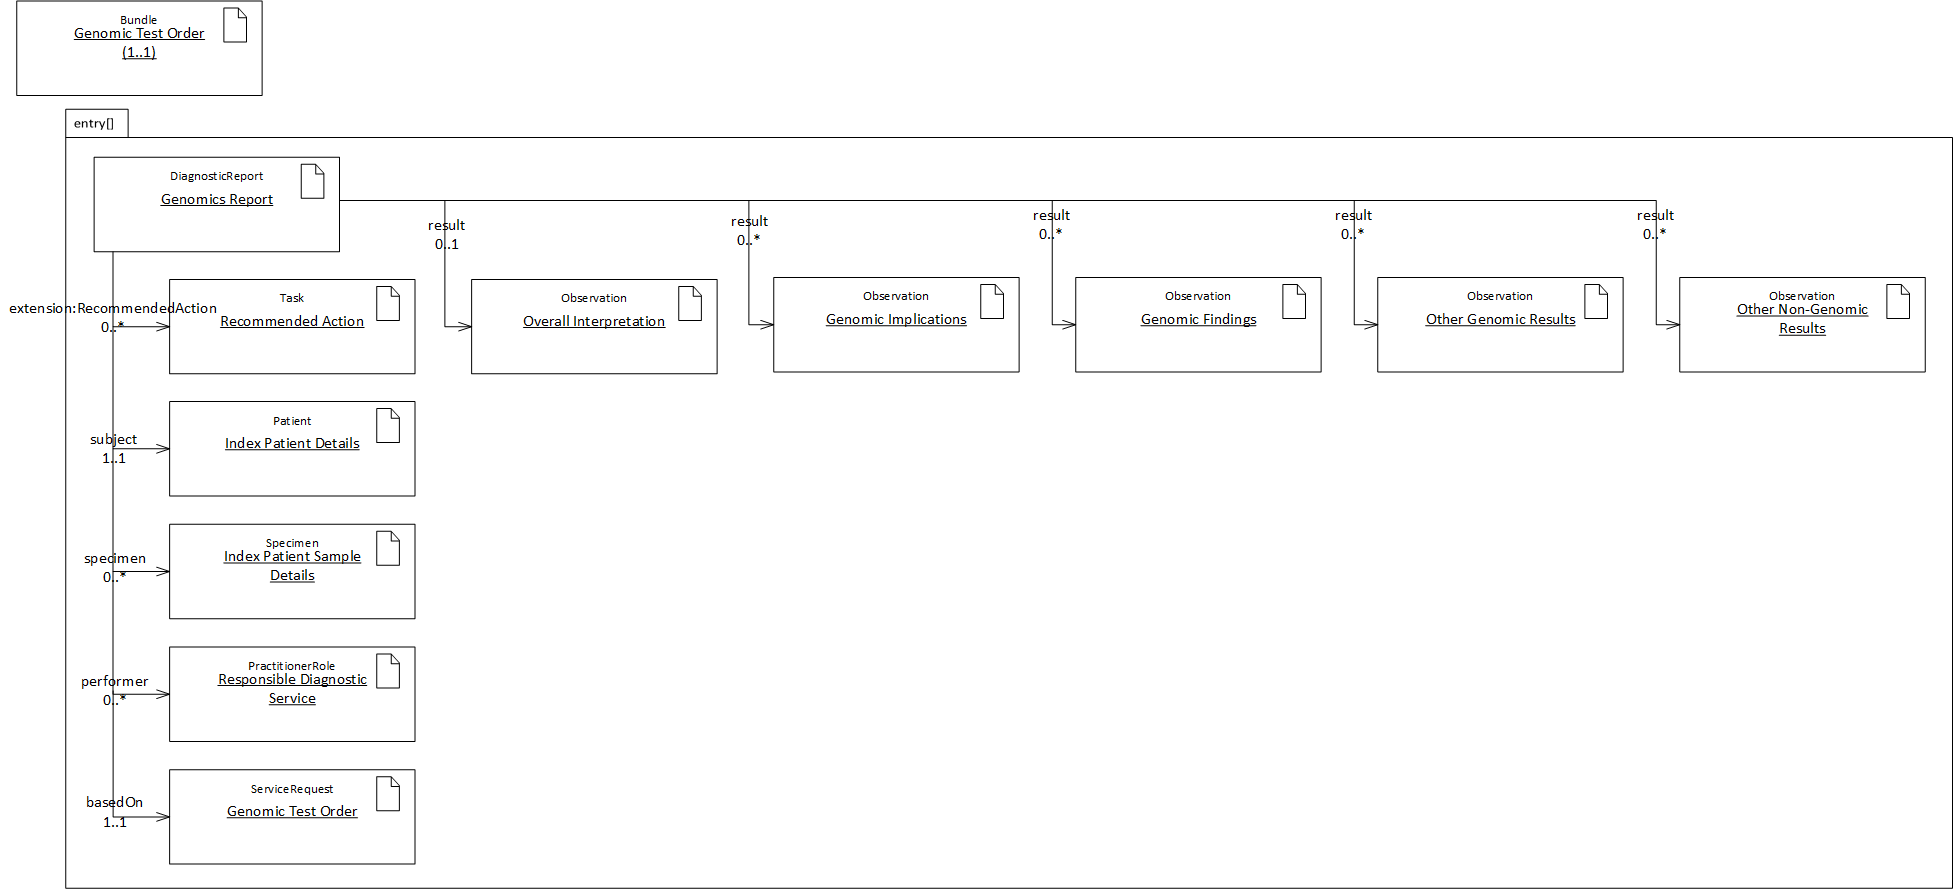 Bundle
Genomic Test Order
(1..1)
entry[]
DiagnosticReport
Genomics Report
result
0..1
result
0..*
result
0..*
result
0..*
result
0..*
extension:RecommendedAction
0..*
Task
Recommended Action
Observation
Overall Interpretation
Observation
Genomic Implications
Observation
Genomic Findings
Observation
Other Genomic Results
Observation
Other Non-Genomic
Results
subject
1..1
Patient
Index Patient Details
specimen
0..*
Specimen
Index Patient Sample
Details
performer
0..*
PractitionerRole
Responsible Diagnostic
Service
basedOn
1..1
ServiceRequest
Genomic Test Order